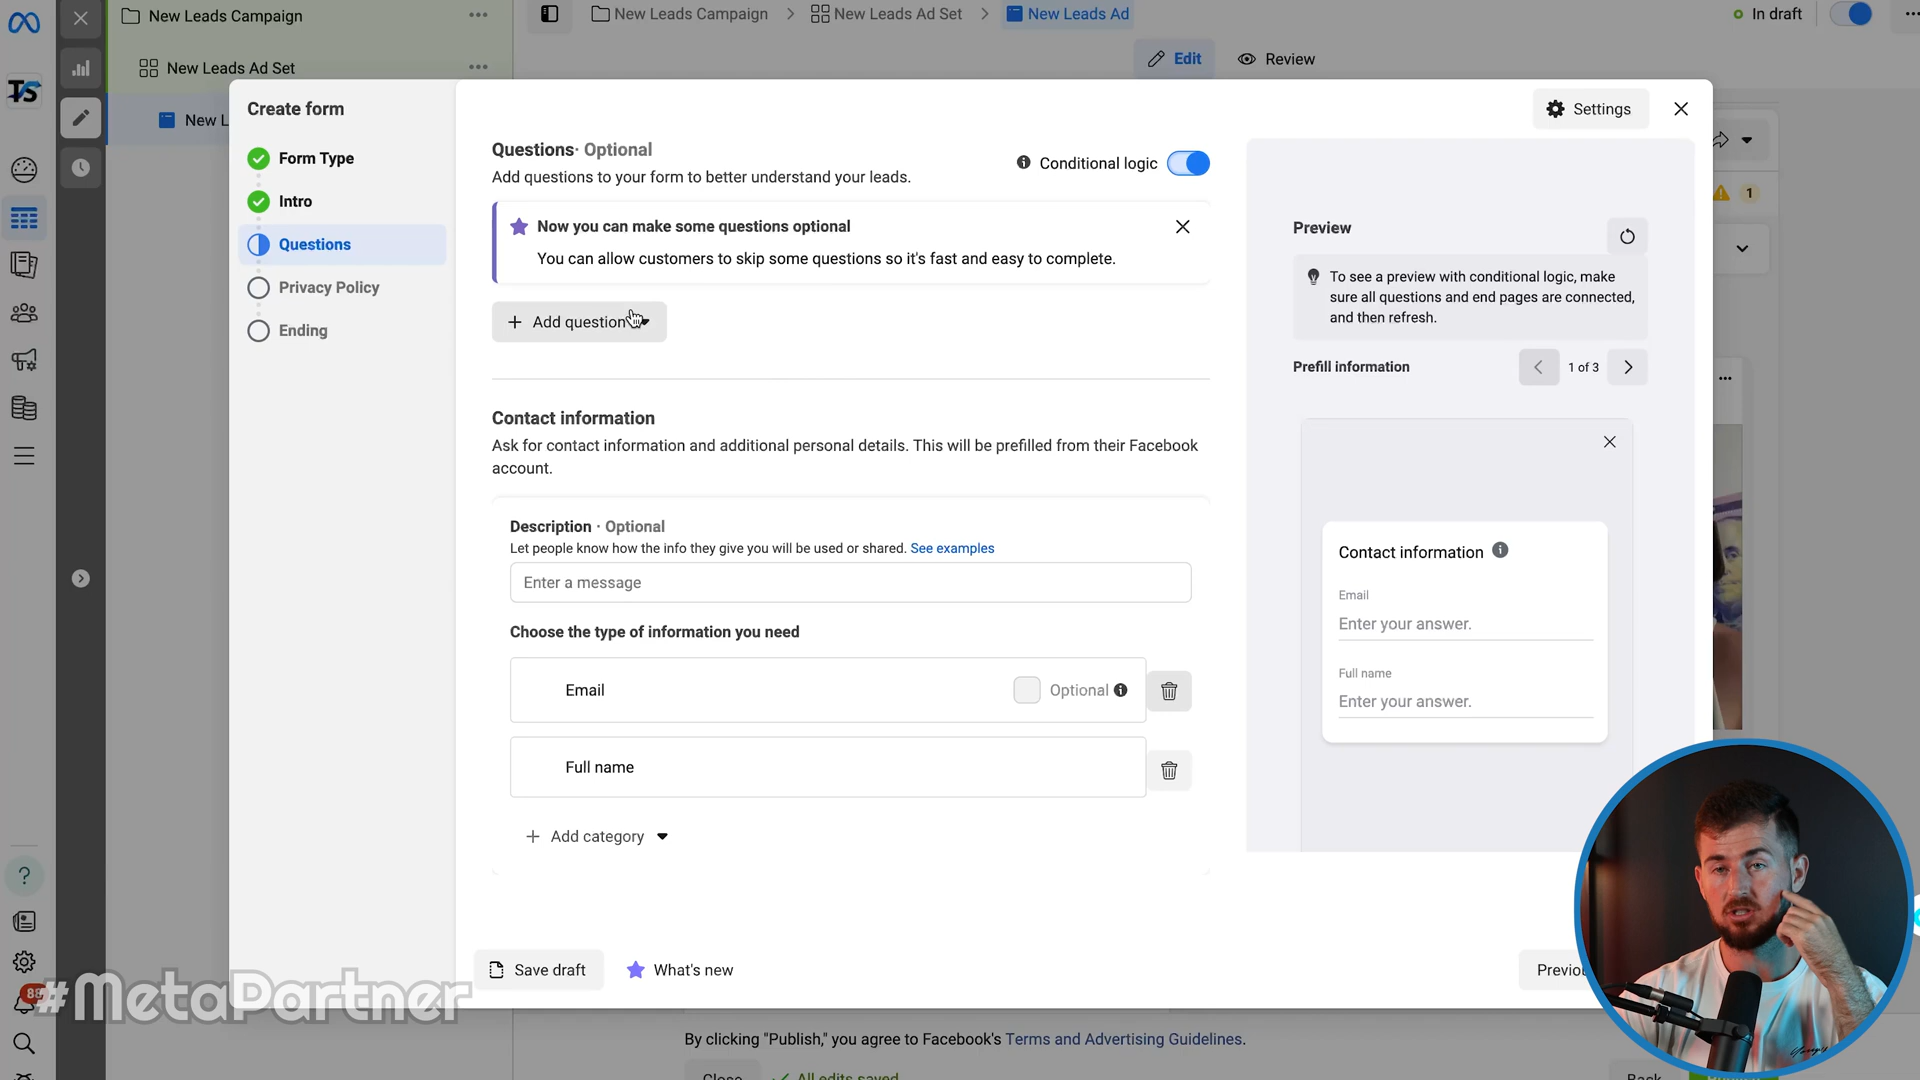 New Leads Campaign
New Leads Campaign
New Leads Ad Set
New Leads Ad
In draft
Edit
Review
New Leads Ad Set
New L
TS
Create form
Form Type
Intro
Questions
Privacy Policy
Ending
Settings
Questions · Optional
Add questions to your form to better understand your leads.
Conditional logic
Now you can make some questions optional
You can allow customers to skip some questions so it's fast and easy to complete.
Add question
Contact information
Ask for contact information and additional personal details. This will be prefilled from their Facebook
account.
Description · Optional
Let people know how the info they give you will be used or shared. See examples
Enter a message
Choose the type of information you need
Email
Optional
Full name
Add category
Save draft
What's new
Previou
Preview
To see a preview with conditional logic, make
sure all questions and end pages are connected,
and then refresh.
Prefill information
1 of 3
Contact information
Email
Enter your answer.
Full name
Enter your answer.
1
88
#MetaPartner
By clicking "Publish," you agree to Facebook's Terms and Advertising Guidelines.
Close
All edits saved
Back